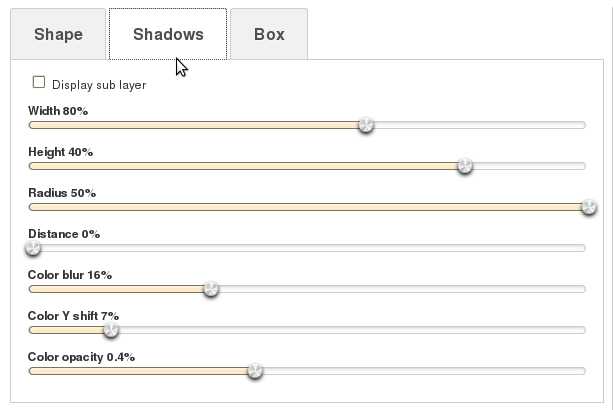 Shape Shadows Box
Display sub layer
Width 80%
Height 40%
Radius 50%
Distance 0%
Color blur 16%
Color Y shift 7%
Color opacity 0.4%